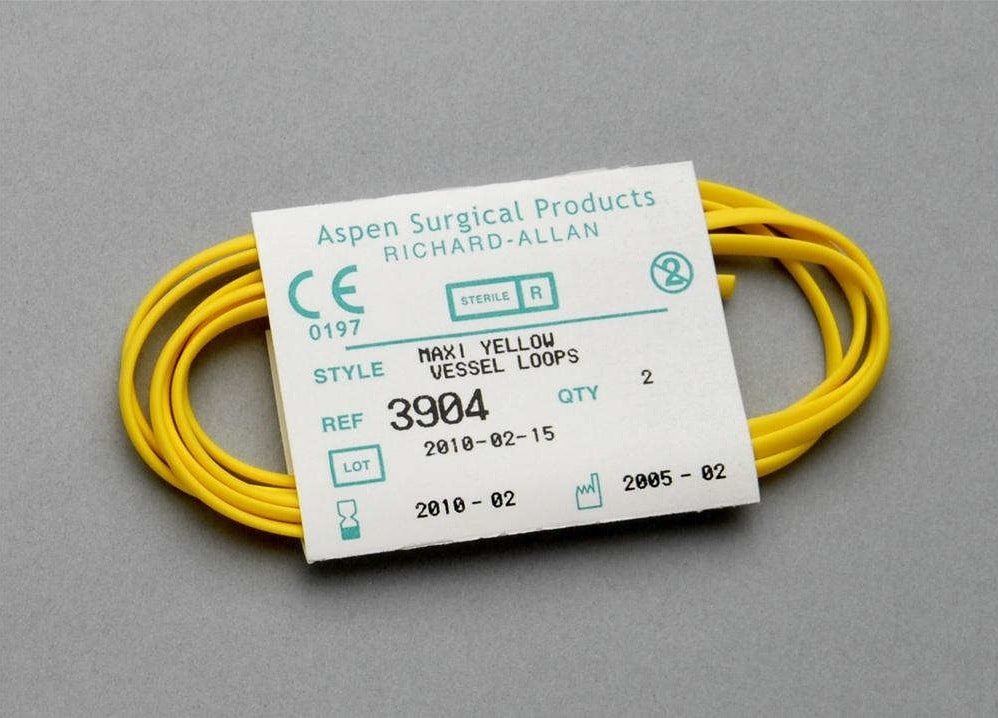 Aspen Surgical Products
RICHARD-ALLAN
CE
0197
STERILE R
2
STYLE MAXI YELLOW
VESSEL LOOPS
REF 3904 QTY 2
LOT 2010-02-15
2010-02 2005-02